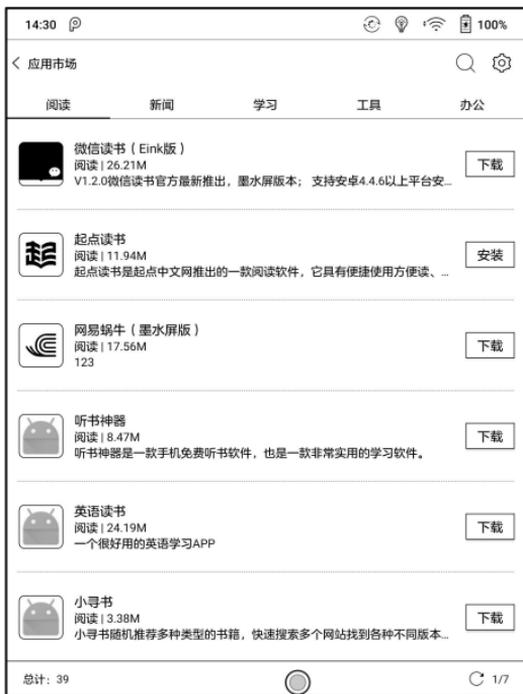 14:30 100%
应用市场
阅读 新闻 学习 工具 办公
微信读书（Eink版）
阅读 | 26.21M
V1.2.0微信读书官方最新推出，墨水屏版本； 支持安卓4.4.6以上平台安...
下载
起点读书
阅读 | 11.94M
起点读书是起点中文网推出的一款阅读软件，它具有便捷使用方便读、...
安装
网易蜗牛（墨水屏版）
阅读 | 17.56M
123
下载
听书神器
阅读 | 8.47M
听书神器是一款手机免费听书软件，也是一款非常实用的学习软件。
下载
英语读书
阅读 | 24.19M
一个很好用的英语学习APP
下载
小寻书
阅读 | 3.38M
小寻书随机推荐多种类型的书籍，快速搜索多个网站找到各种不同版本...
下载
总计：39 1/7